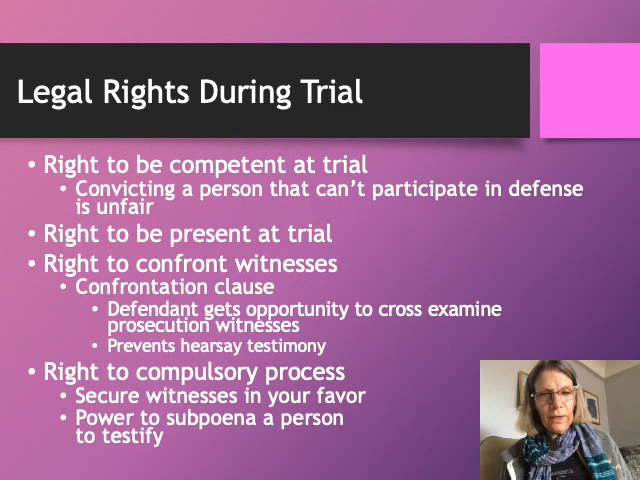 Legal Rights During Trial
• Right to be competent at trial
• Convicting a person that can't participate in defense
is unfair
• Right to be present at trial
• Right to confront witnesses
• Confrontation clause
• Defendant gets opportunity to cross examine
prosecution witnesses
• Prevents hearsay testimony
• Right to compulsory process
• Secure witnesses in your favor
• Power to subpoena a person
to testify